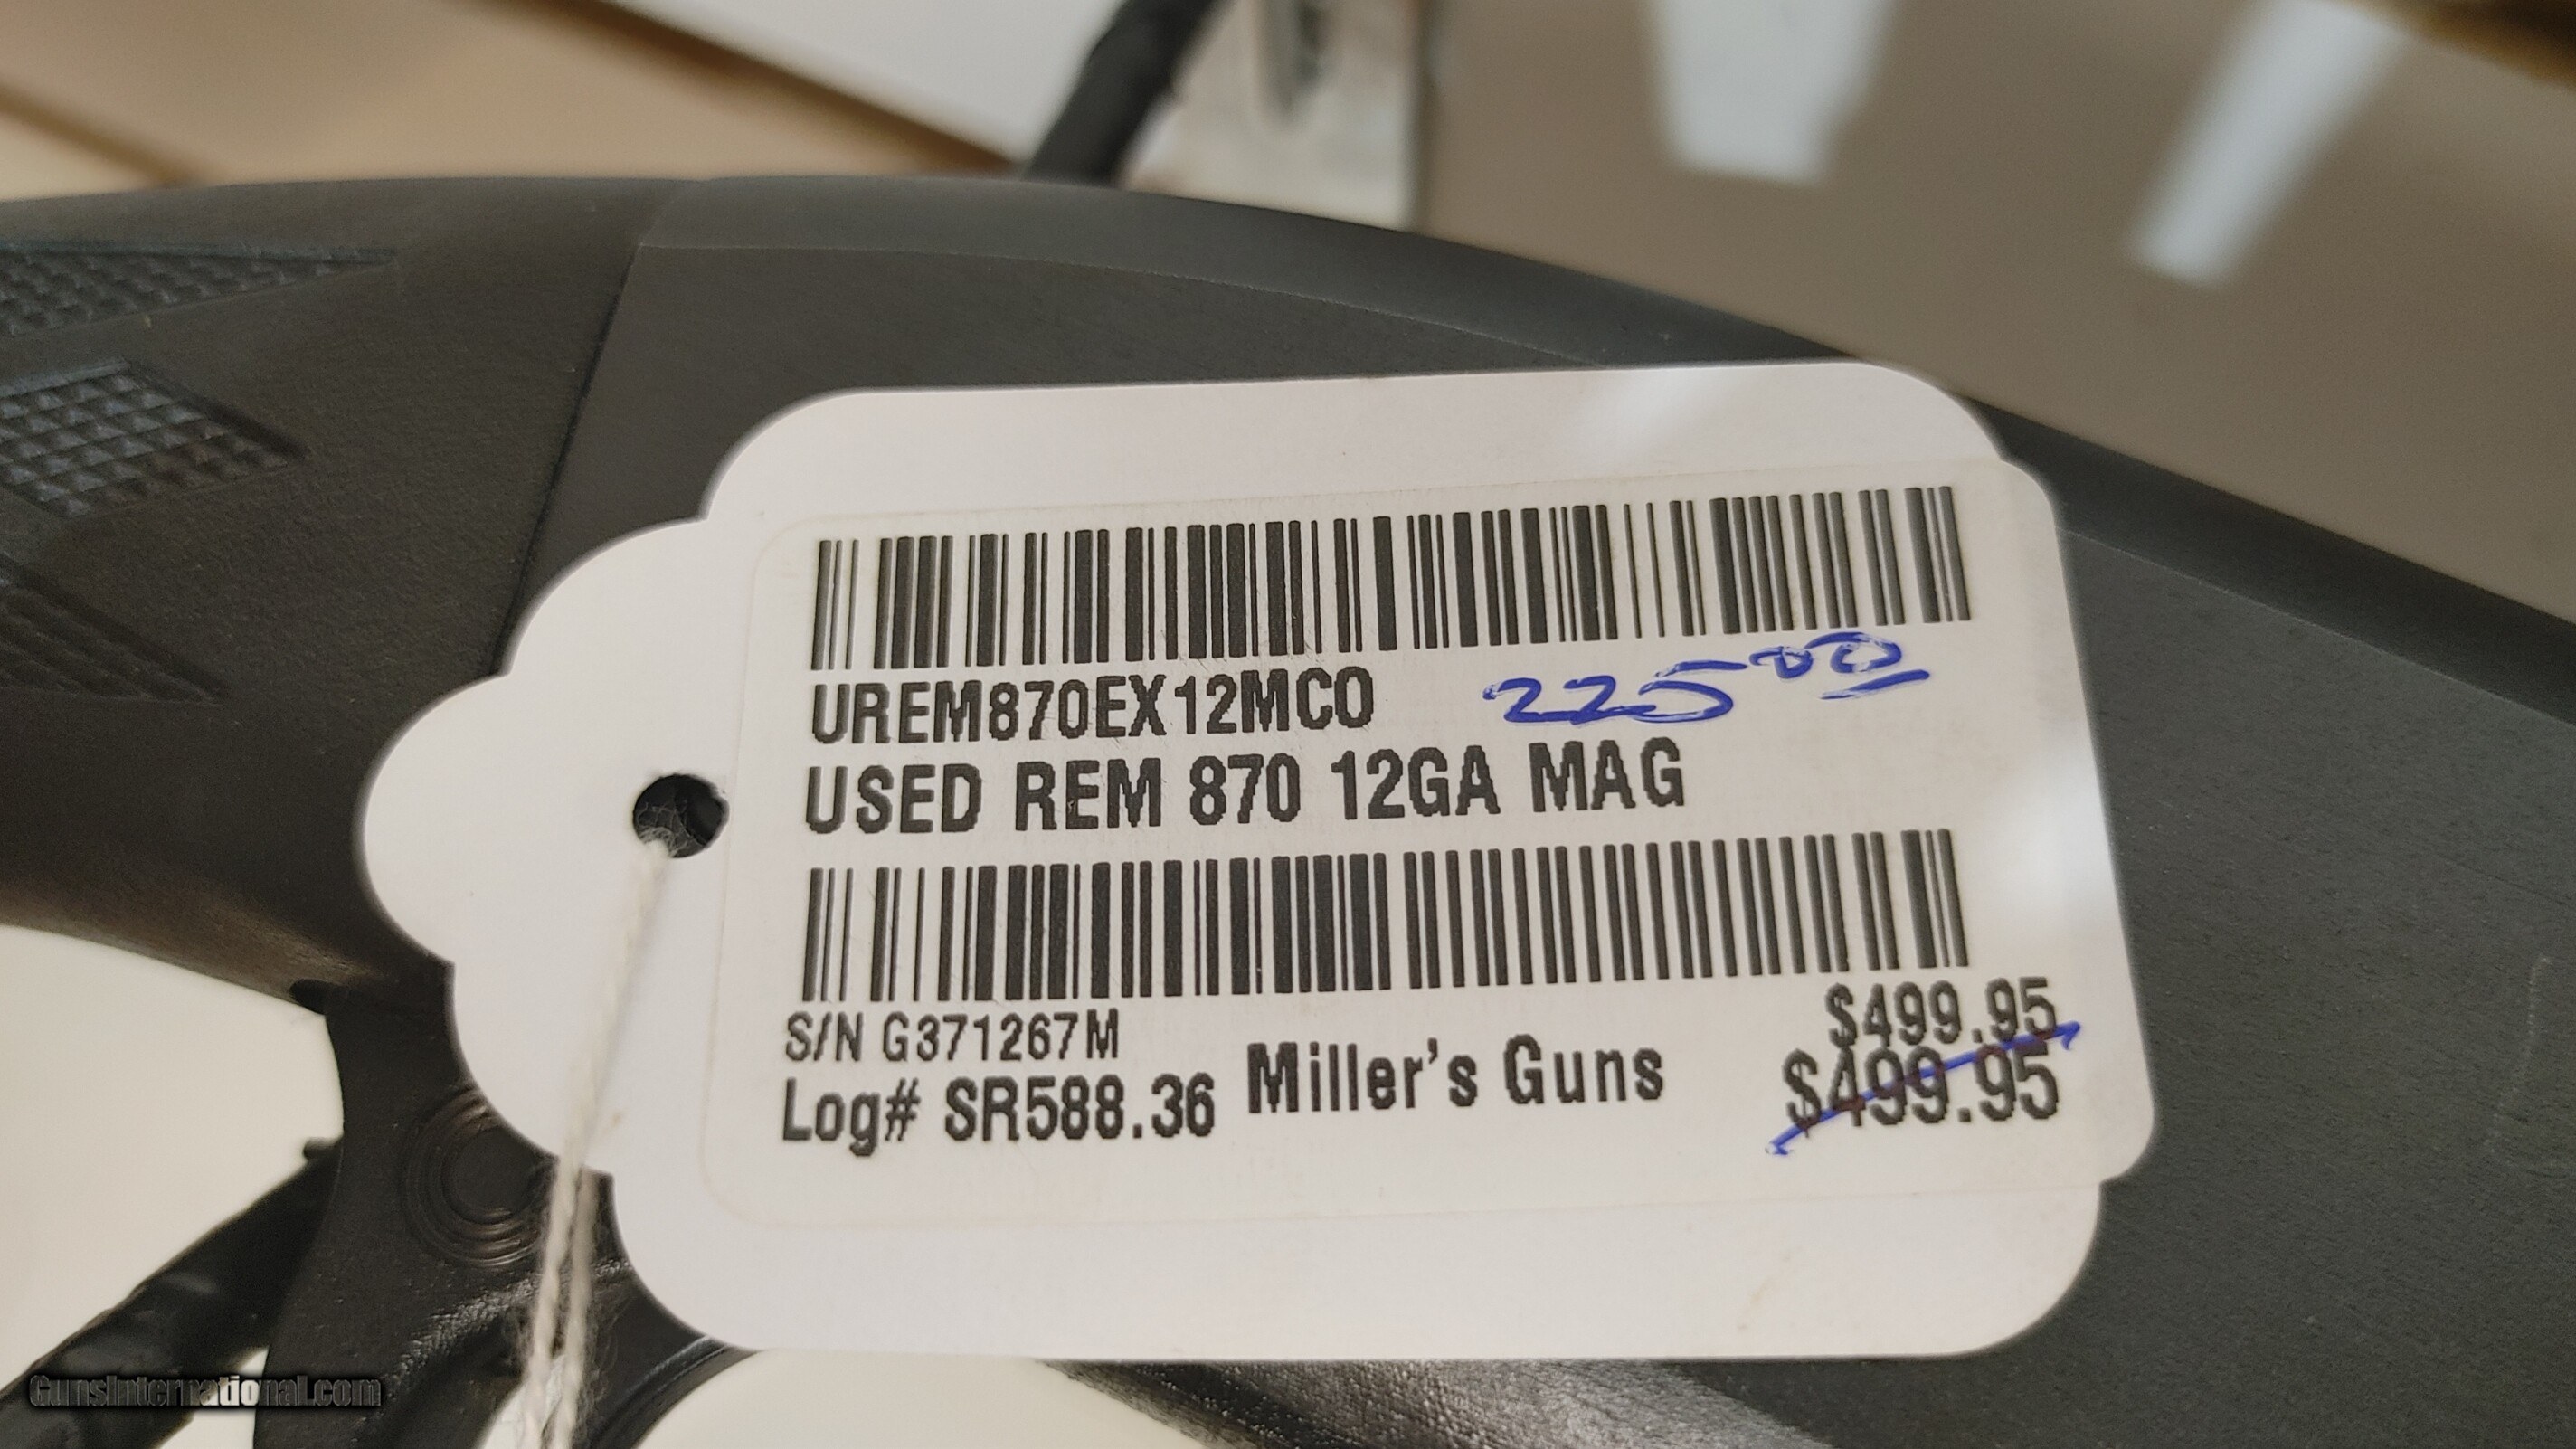 UREM870EX12MCO 225 00
USED REM 870 12GA MAG
S/N G371267M
$499.95
Log# SR588.36 Miller's Guns $499.95
GunsInternational.com